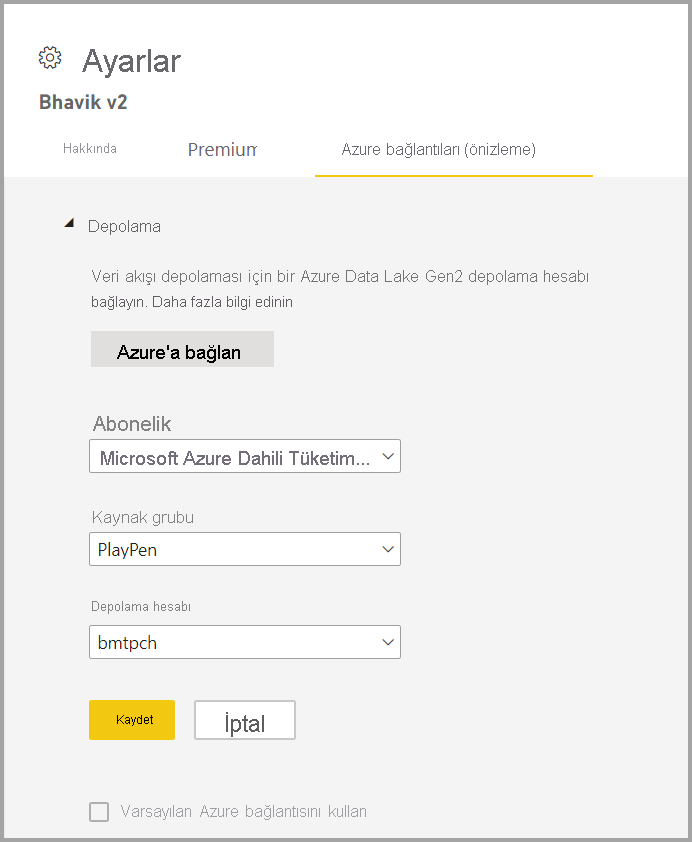 Ayarlar
Bhavik v2
Hakkında Premium Azure bağlantıları (önizleme)
Depolama
Veri akışı depolaması için bir Azure Data Lake Gen2 depolama hesabı
bağlayın. Daha fazla bilgi edinin
Azure'a bağlan
Abonelik
Microsoft Azure Dahili Tüketim...
Kaynak grubu
PlayPen
Depolama hesabı
bmtpch
Kaydet İptal
Varsayılan Azure bağlantısını kullan